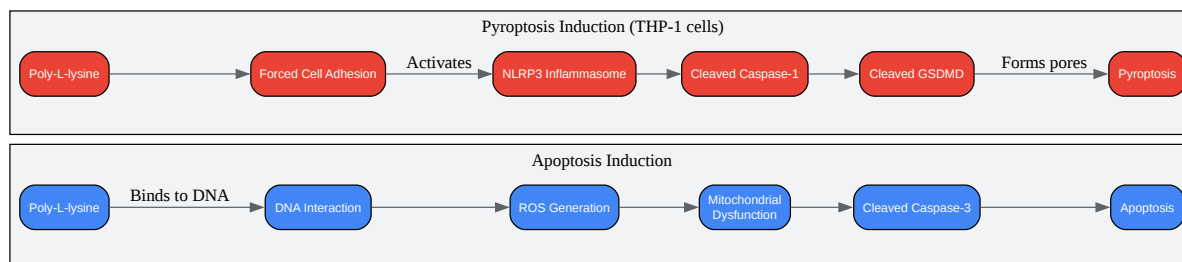 Pyroptosis Induction (THP-1 cells)
Poly-L-lysine
Forced Cell Adhesion
Activates
NLRP3 Inflammasome
Cleaved Caspase-1
Cleaved GSDMD
Forms pores
Pyroptosis
Apoptosis Induction
Poly-L-lysine
Binds to DNA
DNA Interaction
ROS Generation
Mitochondrial
Dysfunction
Cleaved Caspase-3
Apoptosis